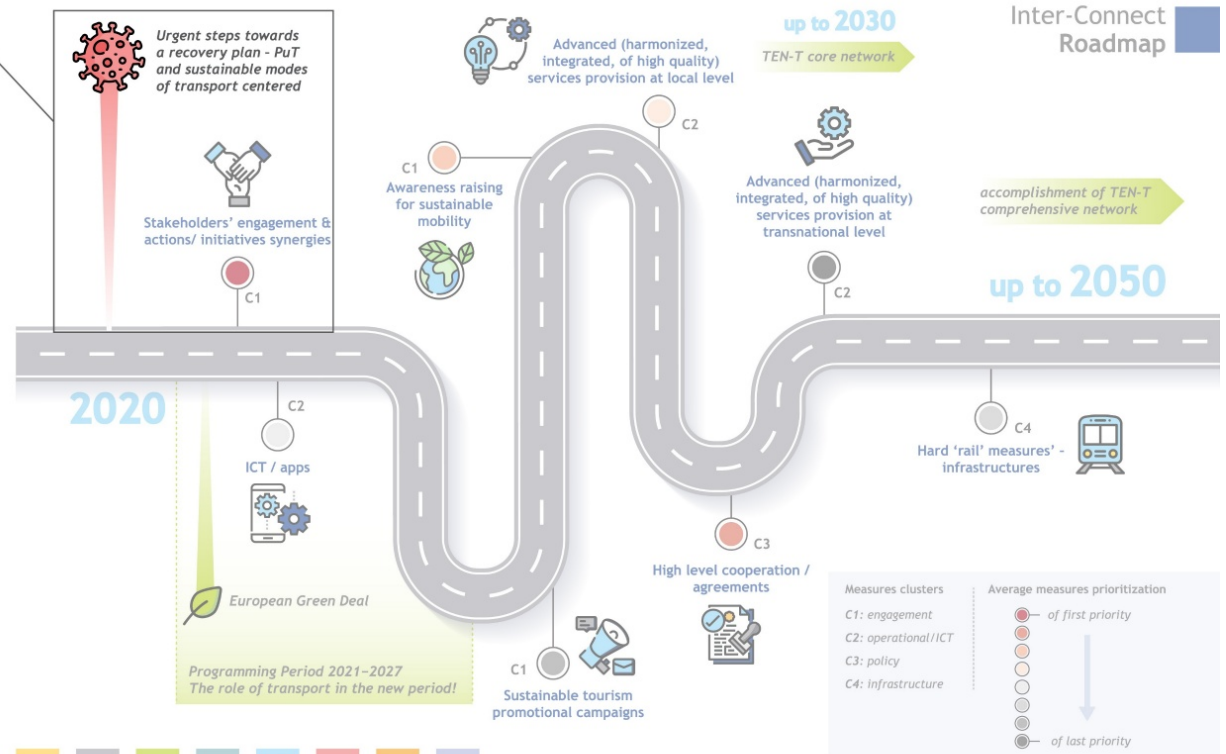 Inter-Connect
Roadmap
Urgent steps towards
a recovery plan - PuT
and sustainable modes
of transport centered
Stakeholders' engagement &
actions/ initiatives synergies
C1
2020
C2
ICT / apps
European Green Deal
Programming Period 2021-2027
The role of transport in the new period!
C1
Sustainable tourism
promotional campaigns
C1
Awareness raising
for sustainable
mobility
Advanced (harmonized,
integrated, of high quality)
services provision at local level
C2
up to 2030
TEN-T core network
C3
High level cooperation /
agreements
Advanced (harmonized,
integrated, of high quality)
services provision at
transnational level
C2
accomplishment of TEN-T
comprehensive network
up to 2050
C4
Hard 'rail' measures' -
infrastructures
Measures clusters
C1: engagement
C2: operational/ICT
C3: policy
C4: infrastructure
Average measures prioritization
of first priority
of last priority